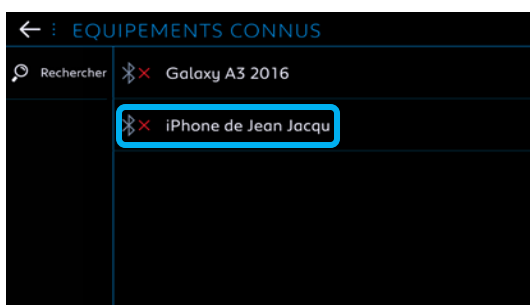 EQUIPEMENTS CONNUS
Rechercher
Galaxy A3 2016
iPhone de Jean Jacqu